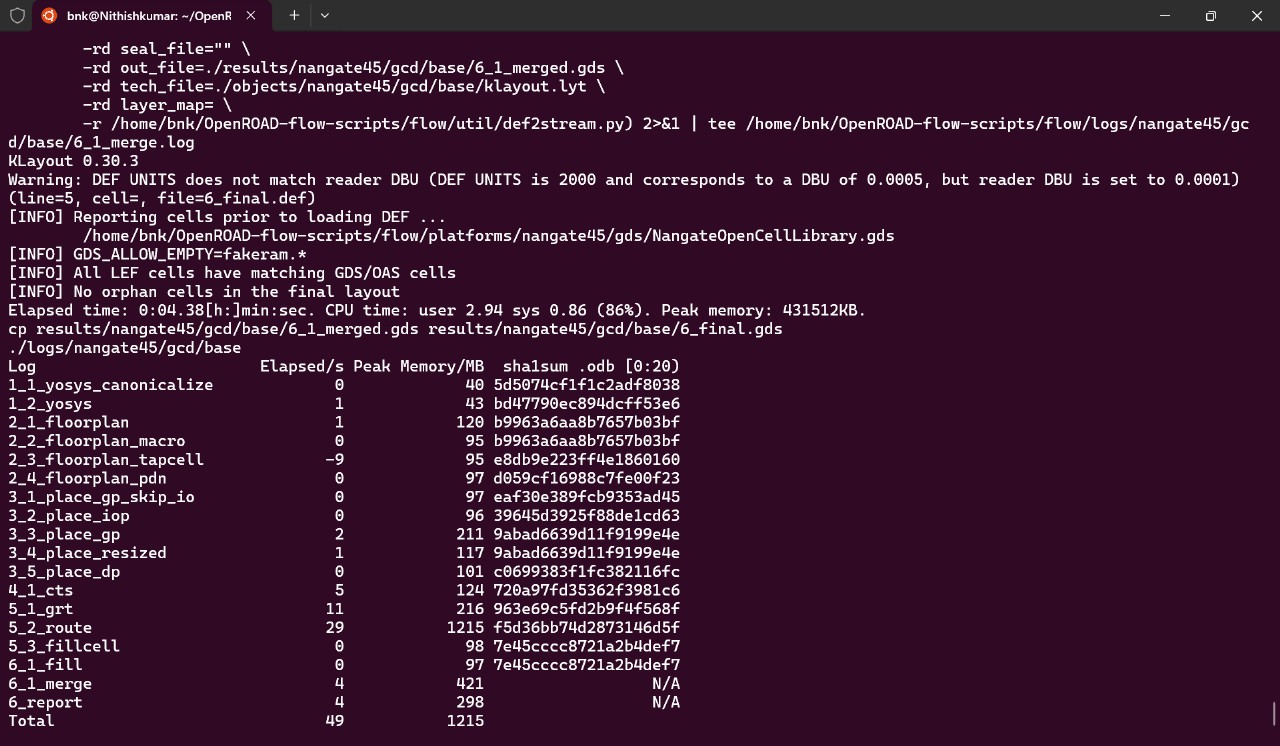 bnk@Nithishkumar: ~/OpenR
-rd seal_file="" \
-rd out_file=./results/nangate45/gcd/base/6_1_merged.gds \
-rd tech_file=./objects/nangate45/gcd/base/klayout.lyt \
-rd layer_map= \
-r /home/bnk/OpenROAD-flow-scripts/flow/util/def2stream.py) 2>&1 | tee /home/bnk/OpenROAD-flow-scripts/flow/logs/nangate45/gc
d/base/6_1_merge.log
KLayout 0.30.3
Warning: DEF UNITS does not match reader DBU (DEF UNITS is 2000 and corresponds to a DBU of 0.0005, but reader DBU is set to 0.0001)
(line=5, cell=, file=6_final.def)
[INFO] Reporting cells prior to loading DEF ...
/home/bnk/OpenROAD-flow-scripts/flow/platforms/nangate45/gds/NangateOpenCellLibrary.gds
[INFO] GDS_ALLOW_EMPTY=fakeram.*
[INFO] All LEF cells have matching GDS/OAS cells
[INFO] No orphan cells in the final layout
Elapsed time: 0:04.38[h:]min:sec. CPU time: user 2.94 sys 0.86 (86%). Peak memory: 431512KB.
cp results/nangate45/gcd/base/6_1_merged.gds results/nangate45/gcd/base/6_final.gds
./logs/nangate45/gcd/base
Log Elapsed/s Peak Memory/MB sha1sum .odb [0:20)
1_1_yosys_canonicalize 0 40 5d5074cf1f1c2adf8038
1_2_yosys 1 43 bd47790ec894dcff53e6
2_1_floorplan 1 120 b9963a6aa8b7657b03bf
2_2_floorplan_macro 0 95 b9963a6aa8b7657b03bf
2_3_floorplan_tapcell -9 95 e8db9e223ff4e1860160
2_4_floorplan_pdn 0 97 d059cf16988c7fe00f23
3_1_place_gp_skip_io 0 97 eaf30e389fcb9353ad45
3_2_place_iop 0 96 39645d3925f88de1cd63
3_3_place_gp 2 211 9abad6639d11f9199e4e
3_4_place_resized 1 117 9abad6639d11f9199e4e
3_5_place_dp 0 101 c0699383f1fc382116fc
4_1_cts 5 124 720a97fd35362f3981c6
5_1_grt 11 216 963e69c5fd2b9f4f568f
5_2_route 29 1215 f5d36bb74d2873146d5f
5_3_fillcell 0 98 7e45cccc8721a2b4def7
6_1_fill 0 97 7e45cccc8721a2b4def7
6_1_merge 4 421 N/A
6_report 4 298 N/A
Total 49 1215